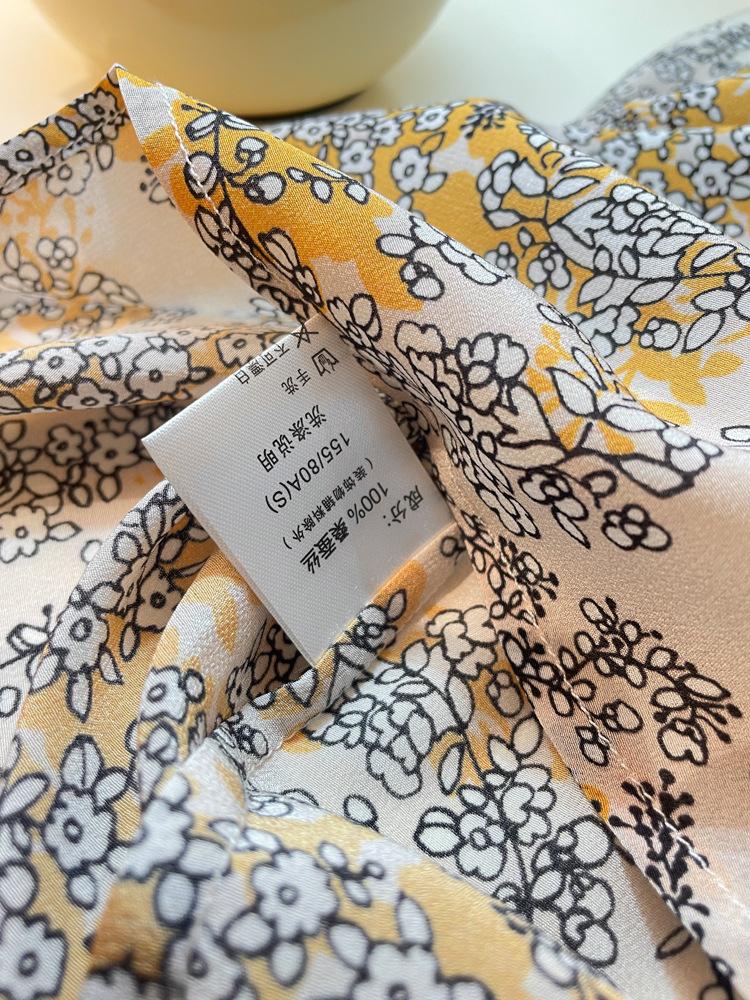 成分:
100% 桑蚕丝
( 装饰物辅料除外 )
155/80A(S)
洗涤说明
手洗
不可漂白